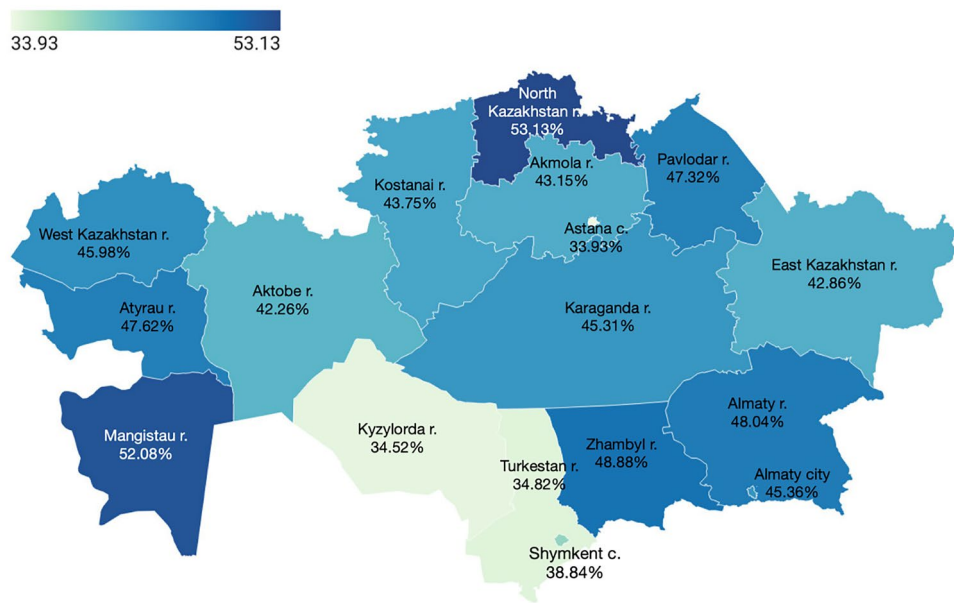 33.93
53.13
North
Kazakhstan r.
53.13%
Akmola r.
43.15%
Pavlodar r.
47.32%
Kostanai r.
43.75%
Astana c.
33.93%
West Kazakhstan r.
45.98%
East Kazakhstan r.
42.86%
Aktobe r.
42.26%
Atyrau r.
47.62%
Karaganda r.
45.31%
Almaty r.
48.04%
Mangistau r.
52.08%
Kyzylorda r.
34.52%
Zhambyl r.
48.88%
Turkestan r.
34.82%
Almaty city
45.36%
Shymkent c.
38.84%